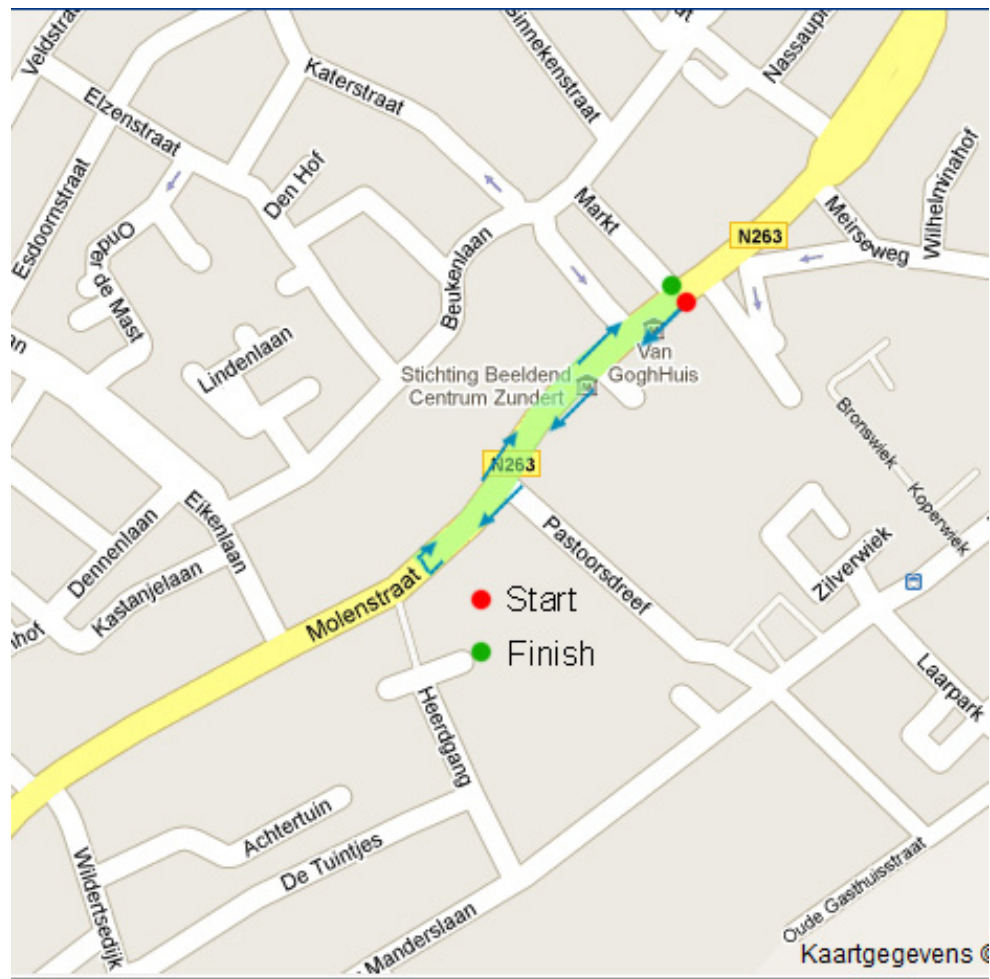 Veldstraat
Elzenstraat
Katerstraat
Sinnekenstraat
Nassaupl
Den Hof
Markt
Esdoornstraat
Onder de Mast
Beukenlaan
N263
Meirseweg
Wilhelminahof
Lindenlaan
Stichting Beeldend
Centrum Zundert
Van
GoghHuis
Bronswiek
Koperwiek
N263
Eikenlaan
Dennenlaan
Kastanjelaan
Pastoorsdreef
Zilverwiek
Molenstraat
Start
Finish
Heerdgang
Laarpark
Achtertuin
De Tuintjes
Wildertsedijk
Manderslaan
Oude Gasthuisstraat
Kaartgegevens ©